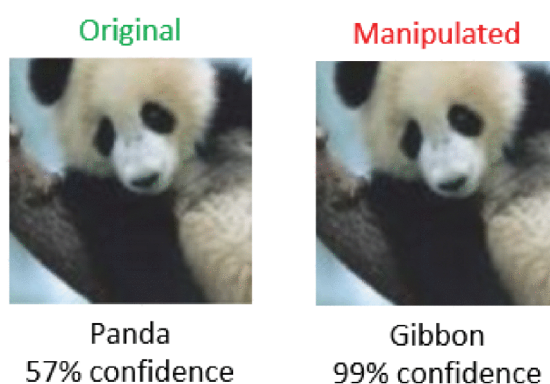 Original
Manipulated
Panda
57% confidence
Gibbon
99% confidence